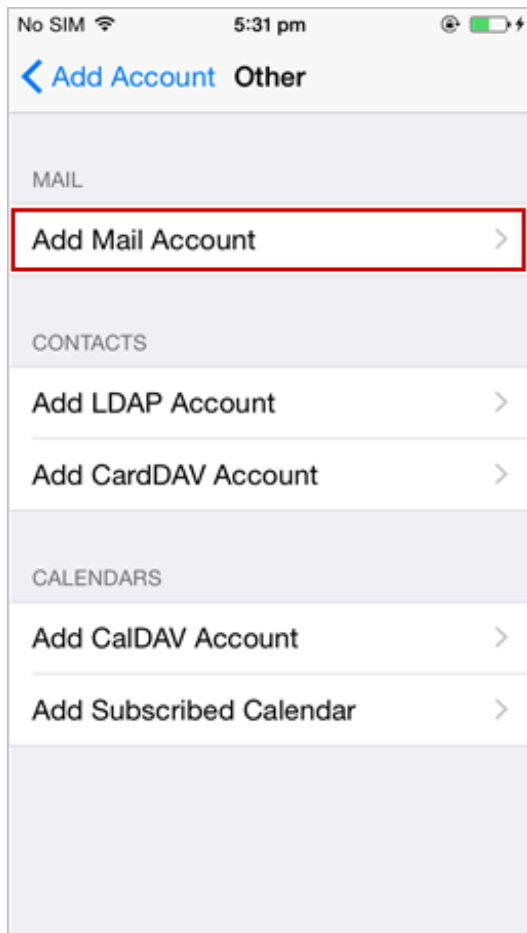 No SIM 5:31 pm
Add Account Other
MAIL
Add Mail Account
CONTACTS
Add LDAP Account
Add CardDAV Account
CALENDARS
Add CalDAV Account
Add Subscribed Calendar